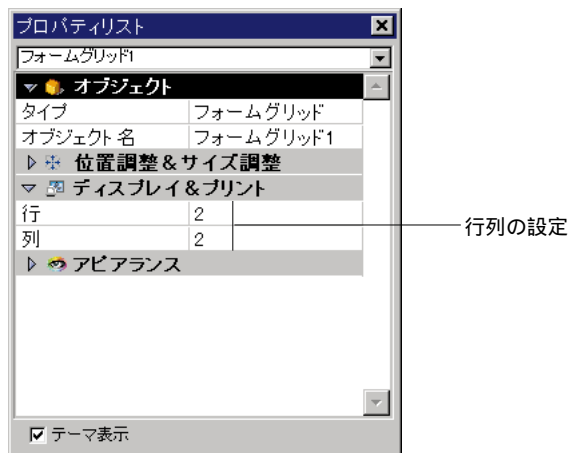 プロパティリスト
フォームグリッド1
オブジェクト
タイプ フォームグリッド
オブジェクト名 フォームグリッド1
位置調整&サイズ調整
ディスプレイ&プリント
行 2
列 2
行列の設定
アピアランス
テーマ表示